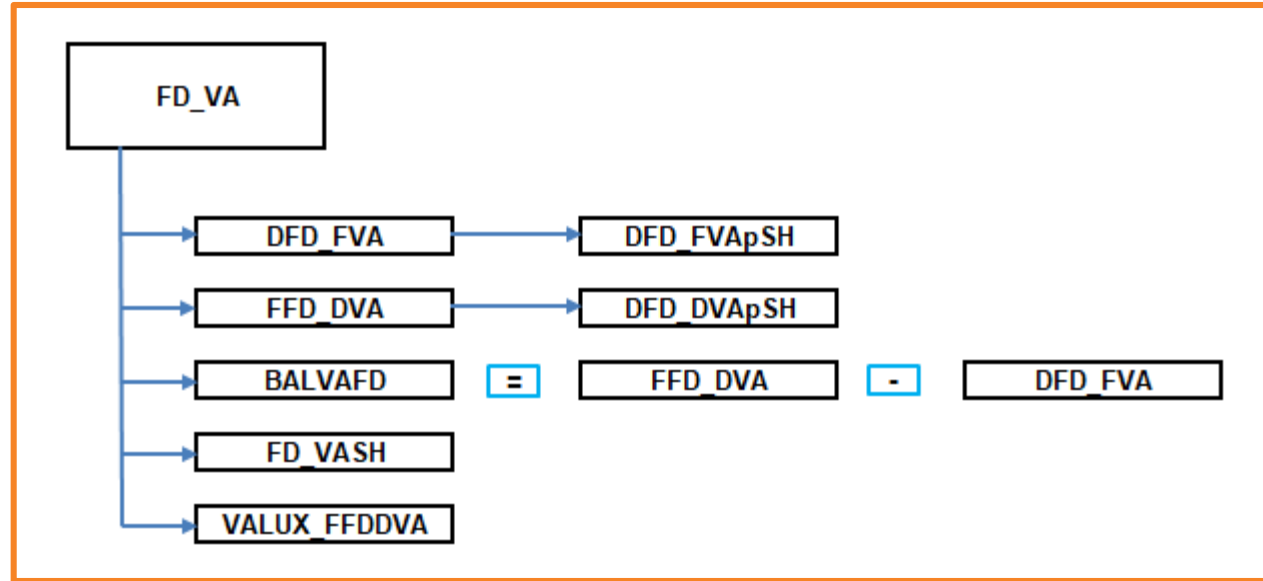 FD_VA
DFD_FVA DFD_FVApSH
FFD_DVA DFD_DVApSH
BALVAFD = FFD_DVA - DFD_FVA
FD_VASH
VALUX_FFDDVA